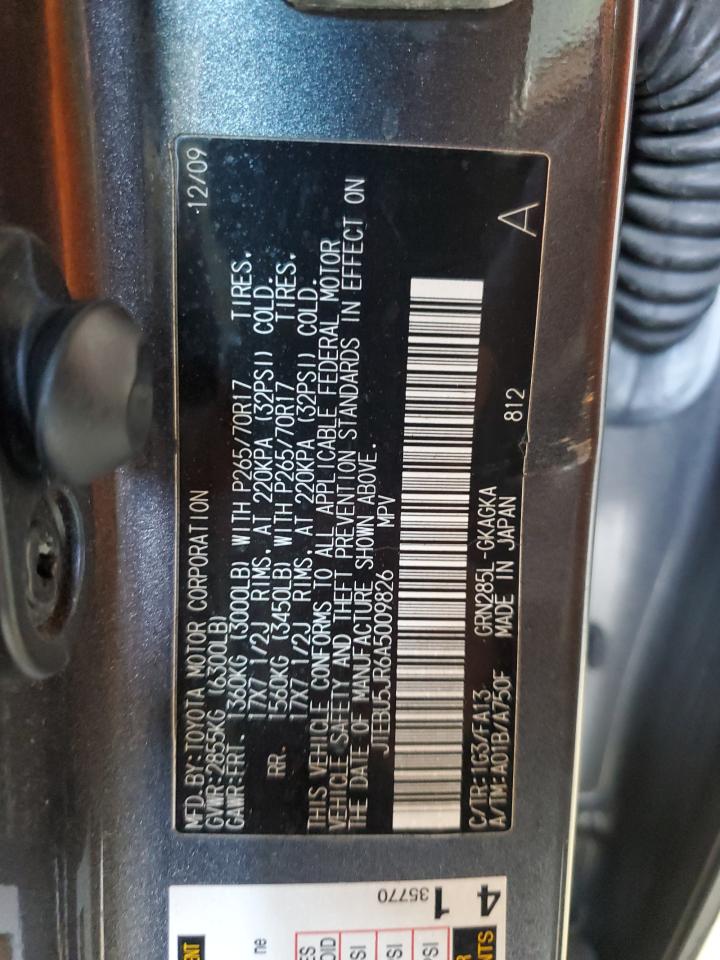 MFD.BY:TOYOTA MOTOR CORPORATION 12/09
GVWR:2855KG (6300LB)
GAWR:FRT. 1360KG (3000LB) WITH P265/70R17 TIRES.
17X7 1/2J RIMS, AT 220KPA (32PSI) COLD.
RR. 1560KG (3450LB) WITH P265/70R17 TIRES.
17X7 1/2J RIMS, AT 220KPA (32PSI) COLD.
THIS VEHICLE CONFORMS TO ALL APPLICABLE FEDERAL MOTOR
VEHICLE SAFETY AND THEFT PREVENTION STANDARDS IN EFFECT ON
THE DATE OF MANUFACTURE SHOWN ABOVE.
JTEBU5JR6A5009826 MPV
C/TR:1G3/FA13 GRN285L-GKAGKA 812 A
A/TM:A01B/A750F MADE IN JAPAN
35770
1
4
NTS